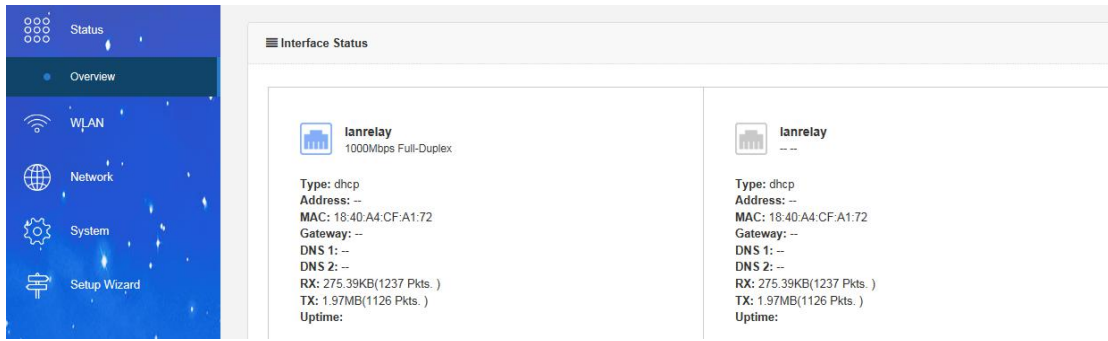 Status
Overview
WLAN
Network
System
Setup Wizard
Interface Status
lanrelay
1000Mbps Full-Duplex
Type: dhcp
Address: --
MAC: 18:40:A4:CF:A1:72
Gateway: --
DNS 1: --
DNS 2: --
RX: 275.39KB(1237 Pkts. )
TX: 1.97MB(1126 Pkts. )
Uptime:
lanrelay
-- --
Type: dhcp
Address: --
MAC: 18:40:A4:CF:A1:72
Gateway: --
DNS 1: --
DNS 2: --
RX: 275.39KB(1237 Pkts. )
TX: 1.97MB(1126 Pkts. )
Uptime: